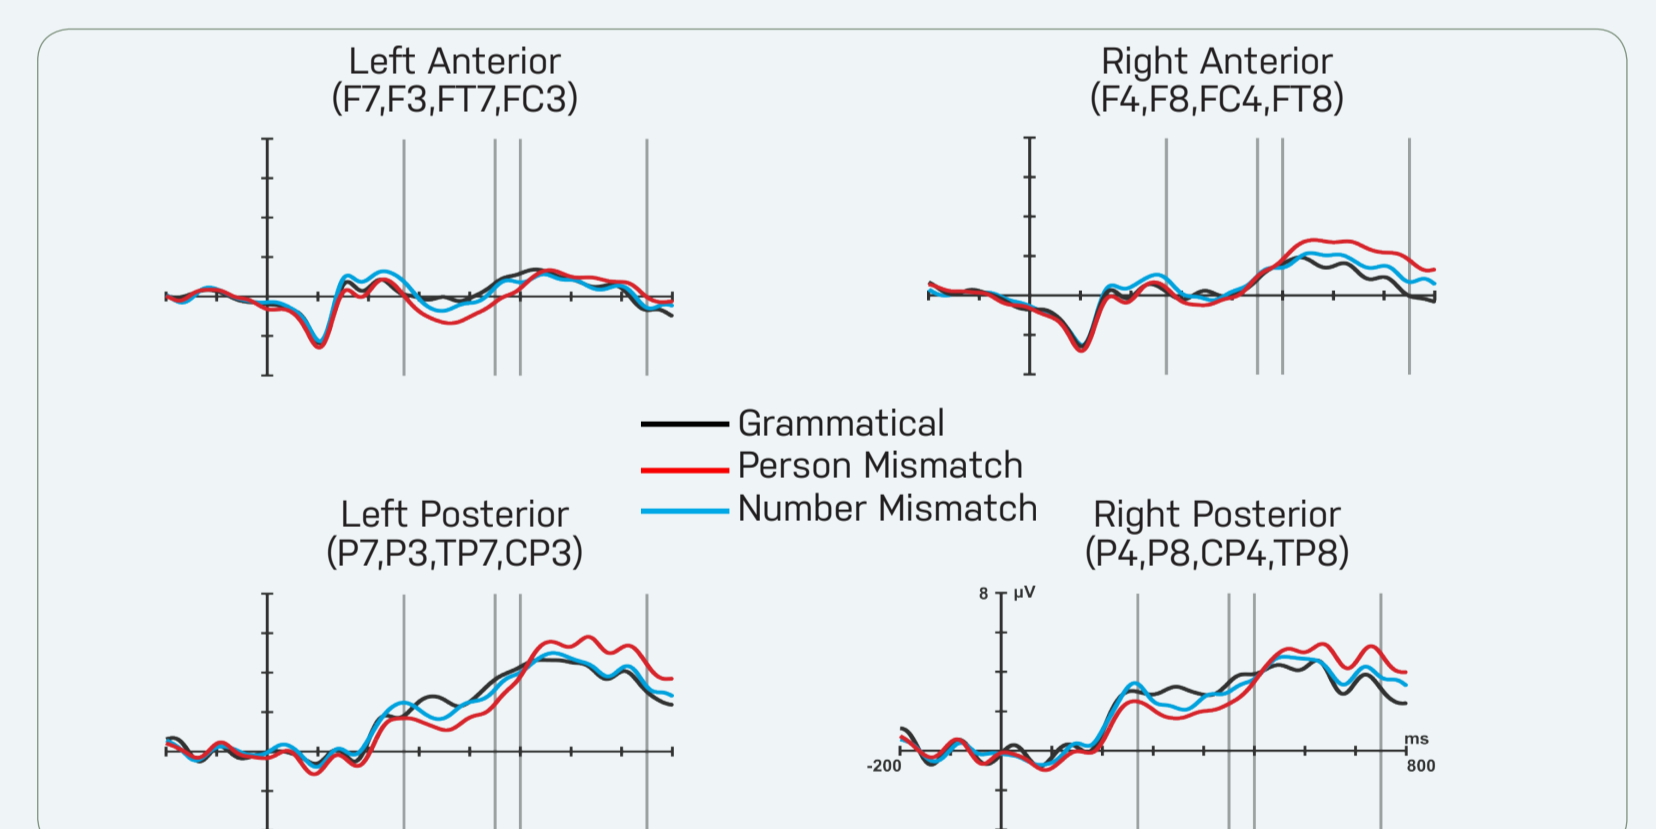 Left Anterior
(F7,F3,FT7,FC3)
Right Anterior
(F4,F8,FC4,FT8)
Grammatical
Person Mismatch
Number Mismatch
Left Posterior
(P7,P3,TP7,CP3)
Right Posterior
(P4,P8,CP4,TP8)
8 µV
ms
-200
800